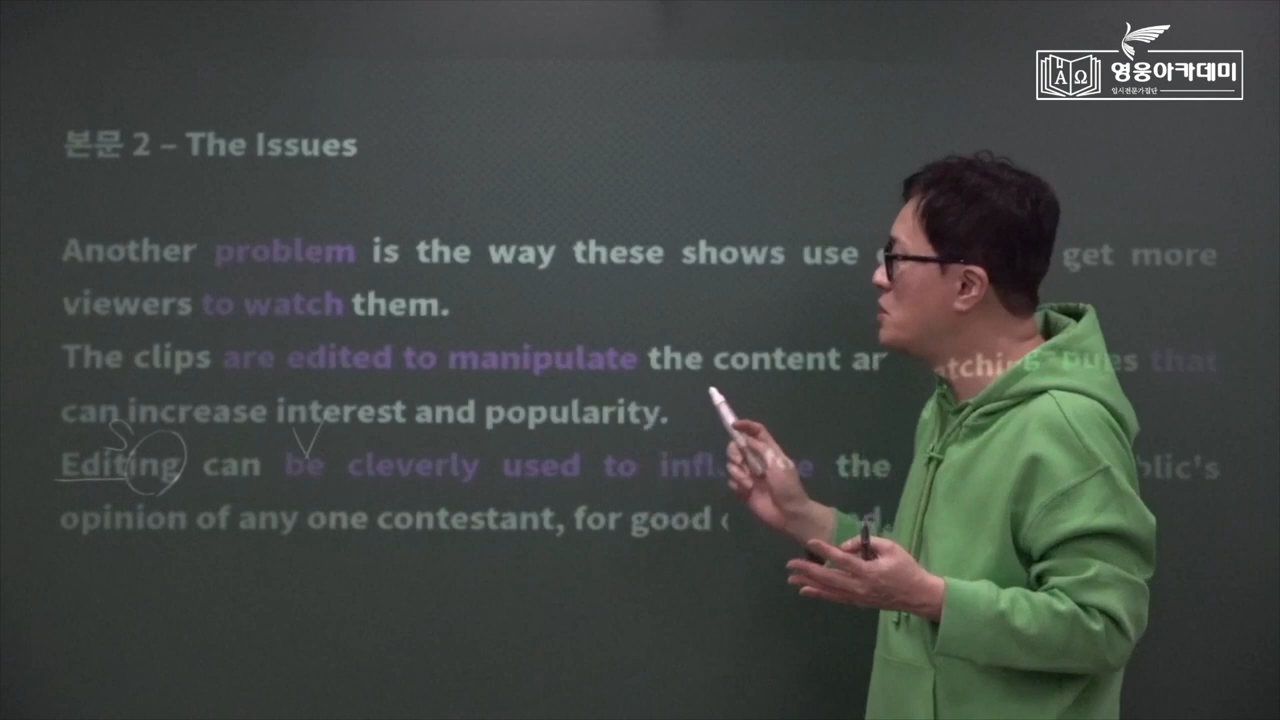 영웅아카데미
입시전문가집단
본문 2 – The Issues
Another problem is the way these shows use get more
viewers to watch them.
The clips are edited to manipulate the content that
can increase interest and popularity.
S
V
Editing can be cleverly used to the
opinion of any one contestant, for good